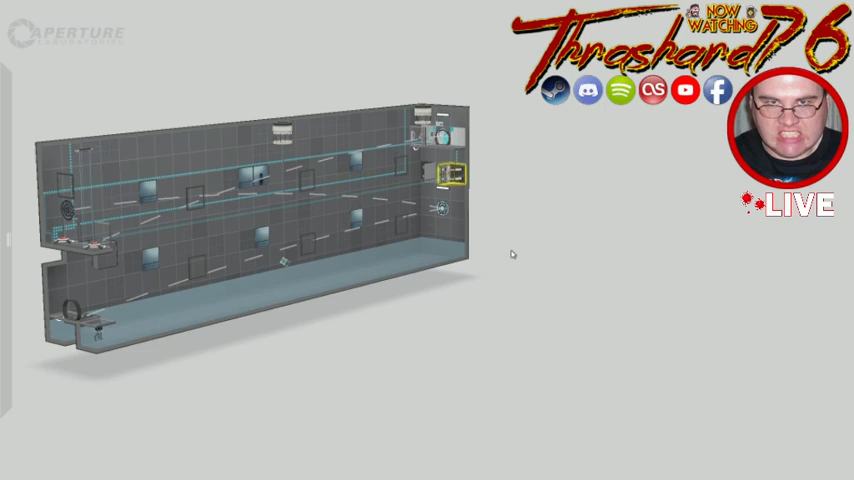 APERTURE
LABORATORIES
NOW
WATCHING
Thrashard76
LIVE